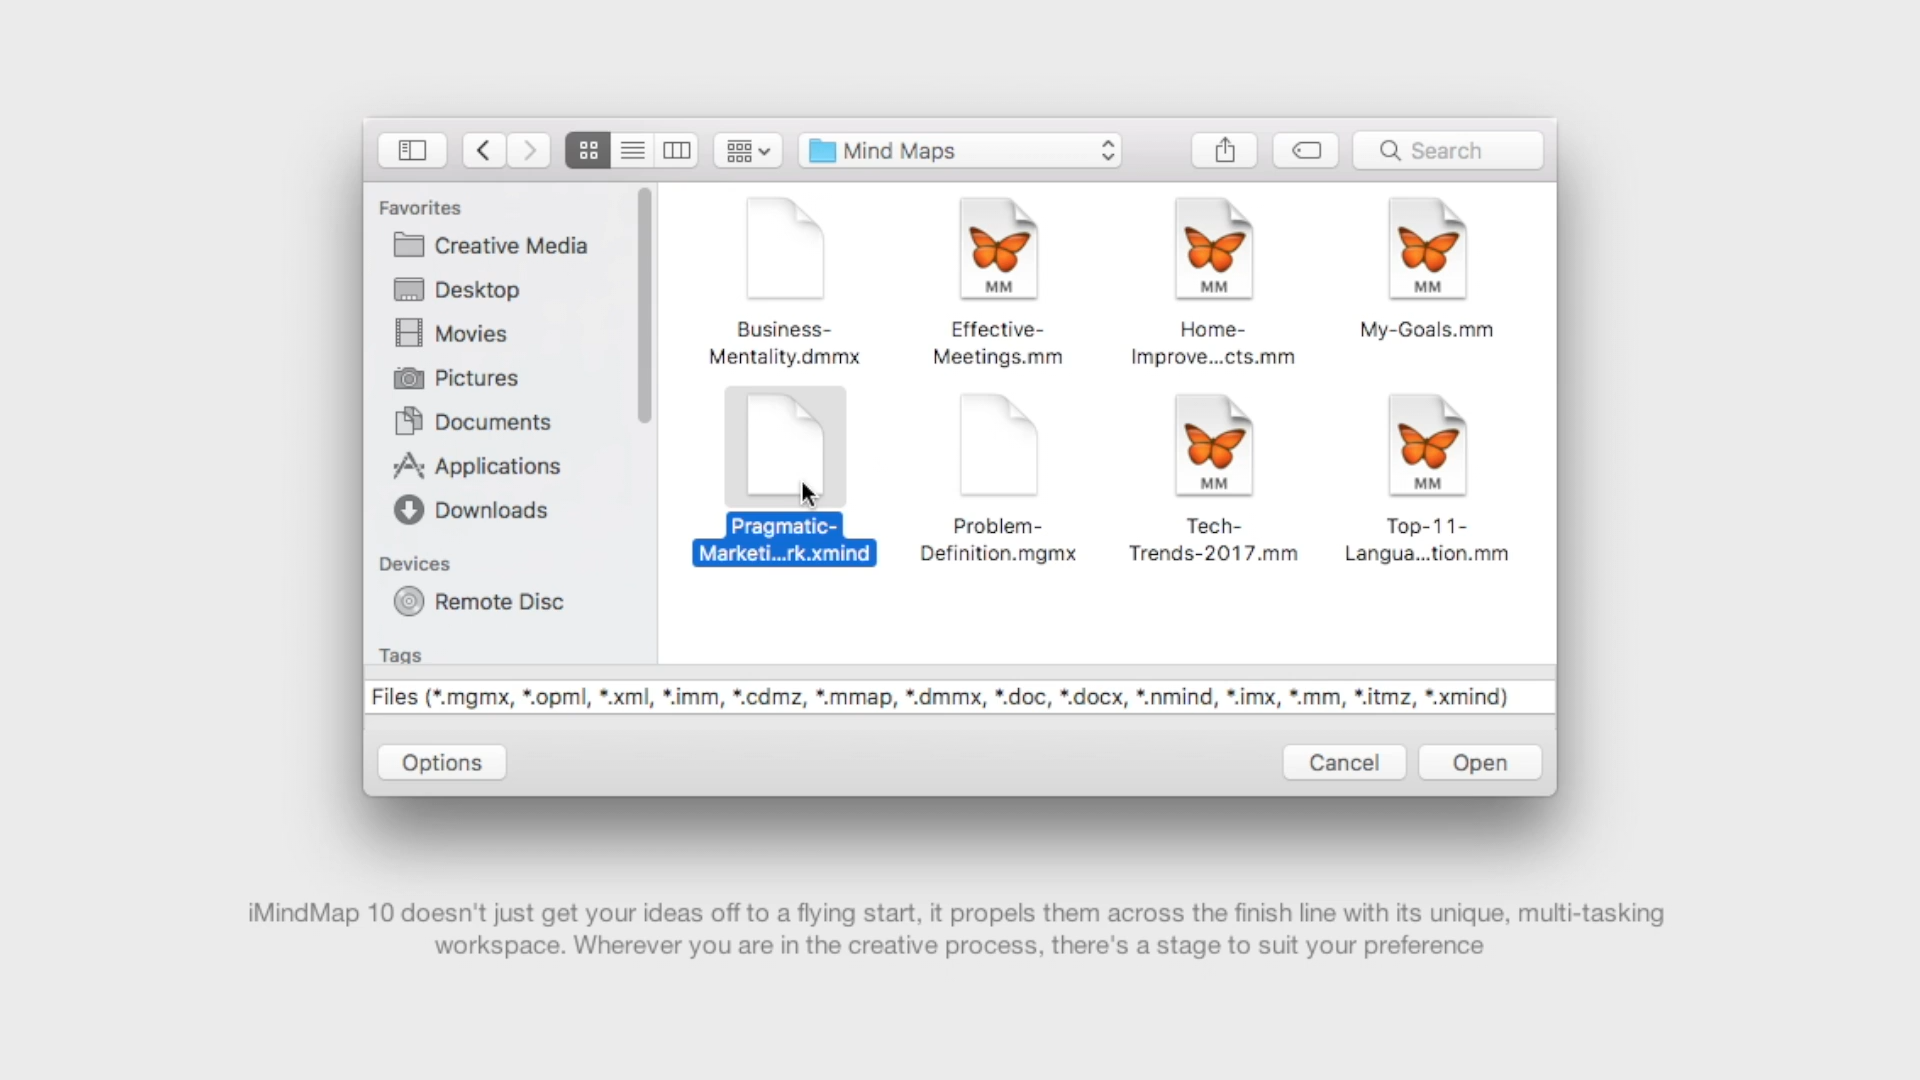 Mind Maps
Search
Favorites
Creative Media
Desktop
Movies
Pictures
Documents
Applications
Downloads
Devices
Remote Disc
Tags
Business-
Mentality.dmmx
MM
Effective-
Meetings.mm
MM
Home-
Improve...cts.mm
MM
My-Goals.mm
Pragmatic-
Marketi...rk.xmind
Problem-
Definition.mgmx
MM
Tech-
Trends-2017.mm
MM
Top-11-
Langua...tion.mm
Files (*.mgmx, *.opml, *.xml, *.imm, *.cdmz, *.mmap, *.dmmx, *.doc, *.docx, *.nmind, *.imx, *.mm, *.itmz, *.xmind)
Options
Cancel
Open
iMindMap 10 doesn't just get your ideas off to a flying start, it propels them across the finish line with its unique, multi-tasking
workspace. Wherever you are in the creative process, there's a stage to suit your preference